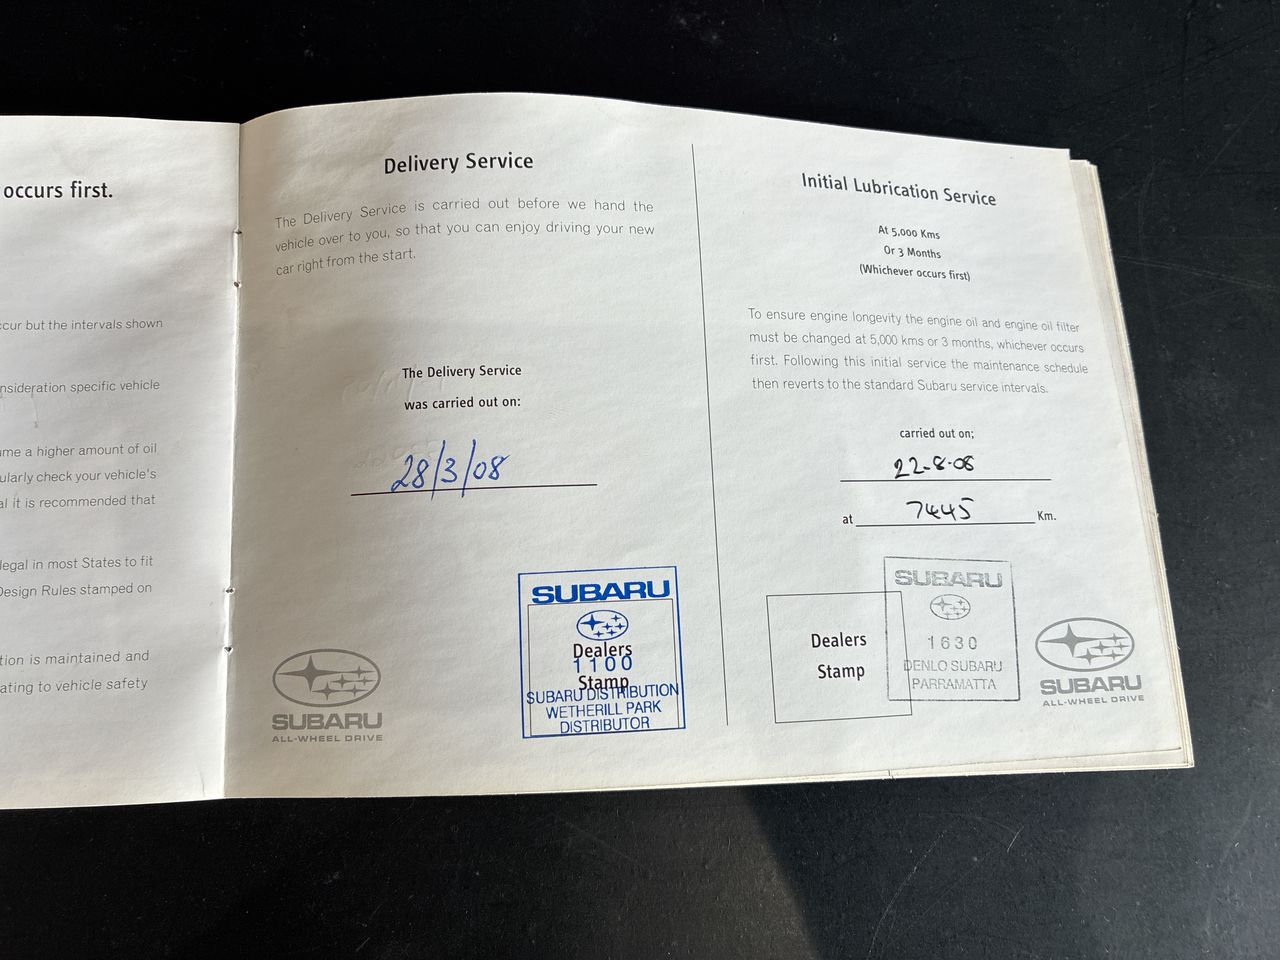 occurs first.
ccur but the intervals shown
nsideration specific vehicle
ume a higher amount of oil
ularly check your vehicle's
al it is recommended that
legal in most States to fit
Design Rules stamped on
tion is maintained and
ating to vehicle safety
Delivery Service
The Delivery Service is carried out before we hand the
vehicle over to you, so that you can enjoy driving your new
car right from the start.
The Delivery Service
was carried out on:
28/3/08
SUBARU
ALL-WHEEL DRIVE
SUBARU
Dealers
1100
Stamp
SUBARU DISTRIBUTION
WETHERILL PARK
DISTRIBUTOR
Initial Lubrication Service
At 5,000 Kms
Or 3 Months
(Whichever occurs first)
To ensure engine longevity the engine oil and engine oil filter
must be changed at 5,000 kms or 3 months, whichever occurs
first. Following this initial service the maintenance schedule
then reverts to the standard Subaru service intervals.
carried out on;
22-8-08
at 7445 Km.
Dealers
Stamp
SUBARU
1630
DENLO SUBARU
PARRAMATTA
SUBARU
ALL-WHEEL DRIVE